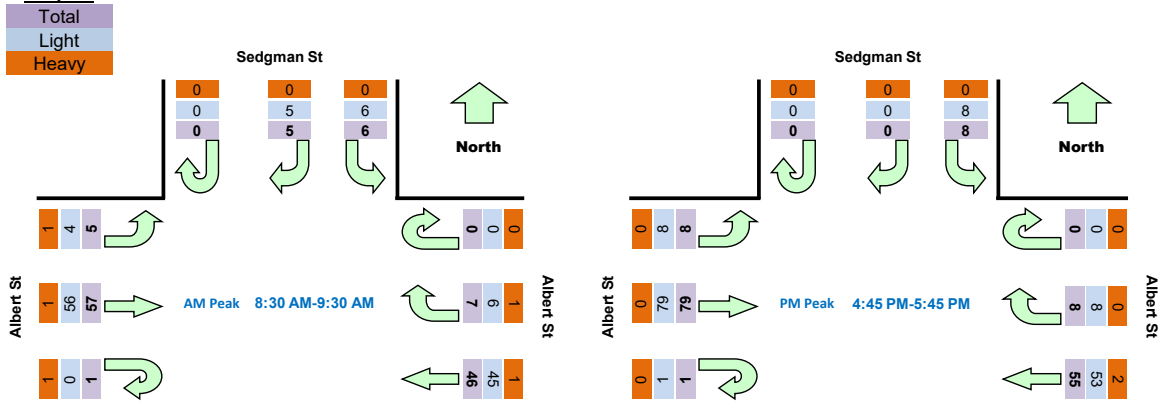 Total
Light
Heavy
Sedgman St
0 0 0
0 5 6
0 5 6
North
1 4 5
0 0 0
Albert St
1 56 57
AM Peak 8:30 AM-9:30 AM
7 6 1
Albert St
1 0 1
46 45 1
Sedgman St
0 0 0
0 0 8
0 0 8
North
0 8 8
0 0 0
Albert St
0 79 79
PM Peak 4:45 PM-5:45 PM
8 8 0
Albert St
0 1 1
55 53 2